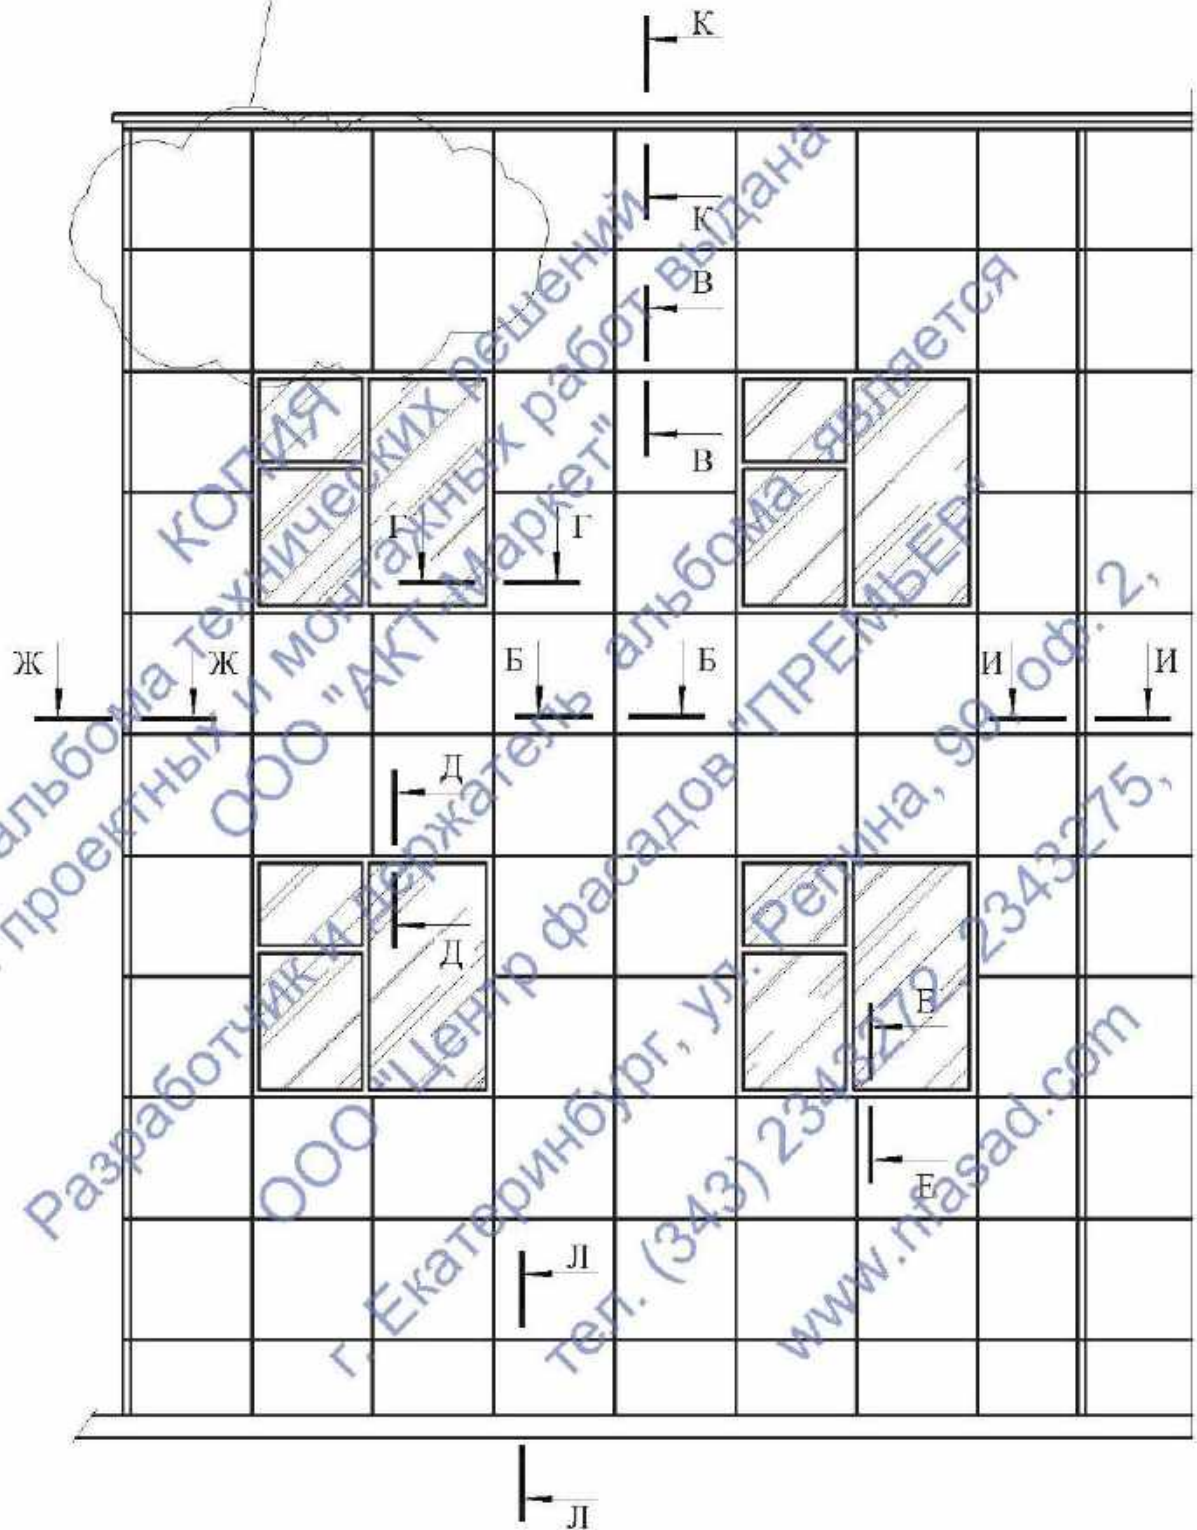 К
К
В
В
Г Г
Ж Ж Б Б И И
Д
Д
Е
Е
Л
Л
КОПИЯ
альбома технических решений
проектных и монтажных работ выдана
ООО "АКТ-Маркет"
Разработчик и держатель альбома является
ООО "Центр фасадов "ПРЕМЬЕР"
г. Екатеринбург, ул. Репина, 99, оф. 2,
тел. (343) 2343272, 2343275,
www.nfasad.com